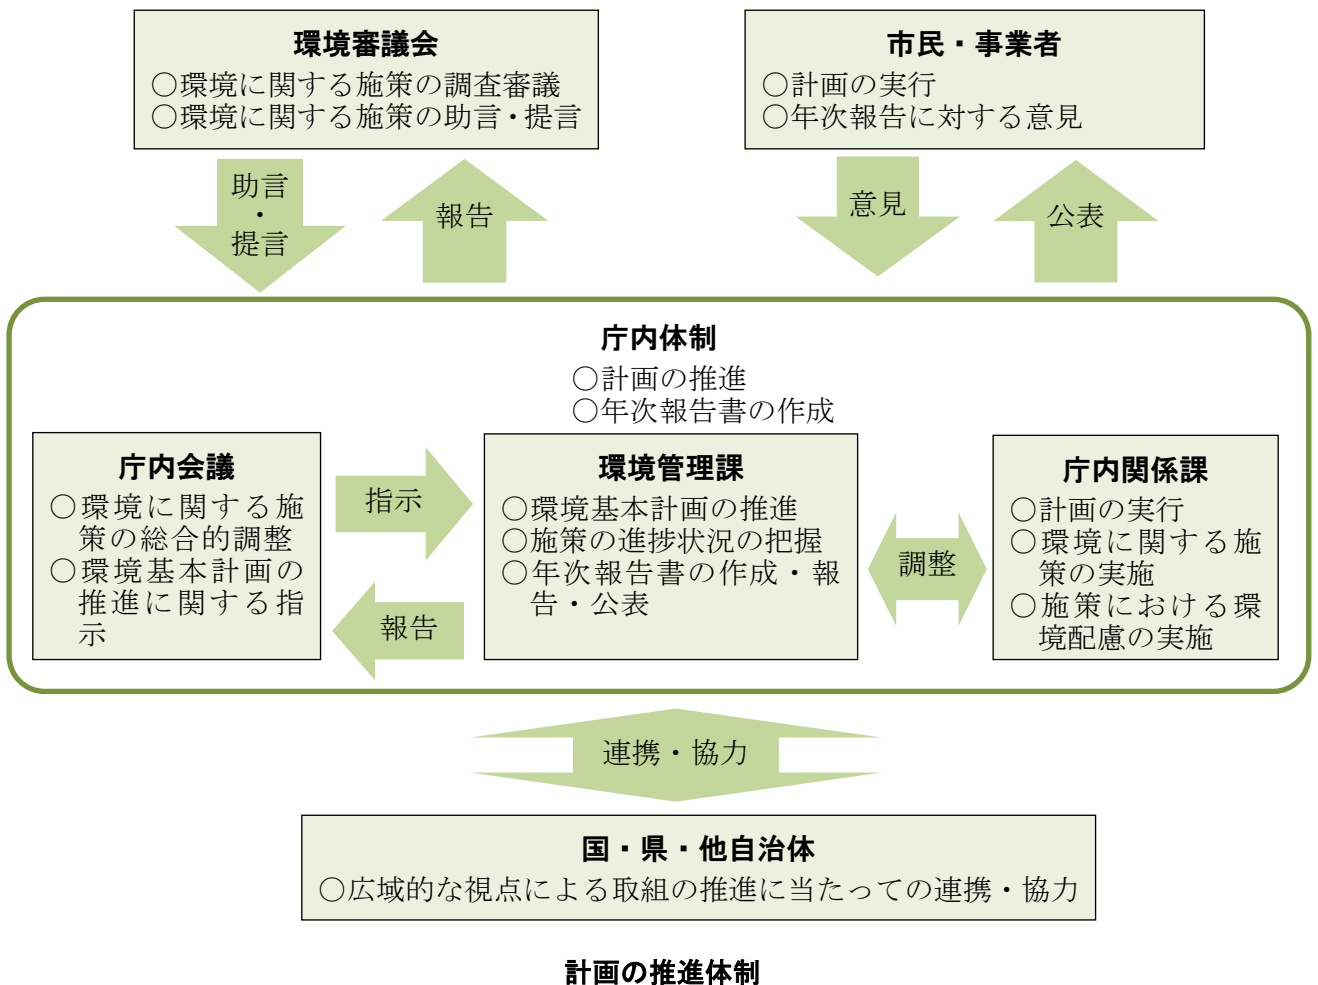 環境審議会
○環境に関する施策の調査審議
○環境に関する施策の助言・提言
市民・事業者
○計画の実行
○年次報告に対する意見
助言
・
提言
報告
意見
公表
庁内体制
○計画の推進
○年次報告書の作成
庁内会議
○環境に関する施
策の総合的調整
○環境基本計画の
推進に関する指
示
指示
報告
環境管理課
○環境基本計画の推進
○施策の進捗状況の把握
○年次報告書の作成・報
告・公表
調整
庁内関係課
○計画の実行
○環境に関する施
策の実施
○施策における環
境配慮の実施
連携・協力
国・県・他自治体
○広域的な視点による取組の推進に当たっての連携・協力
計画の推進体制